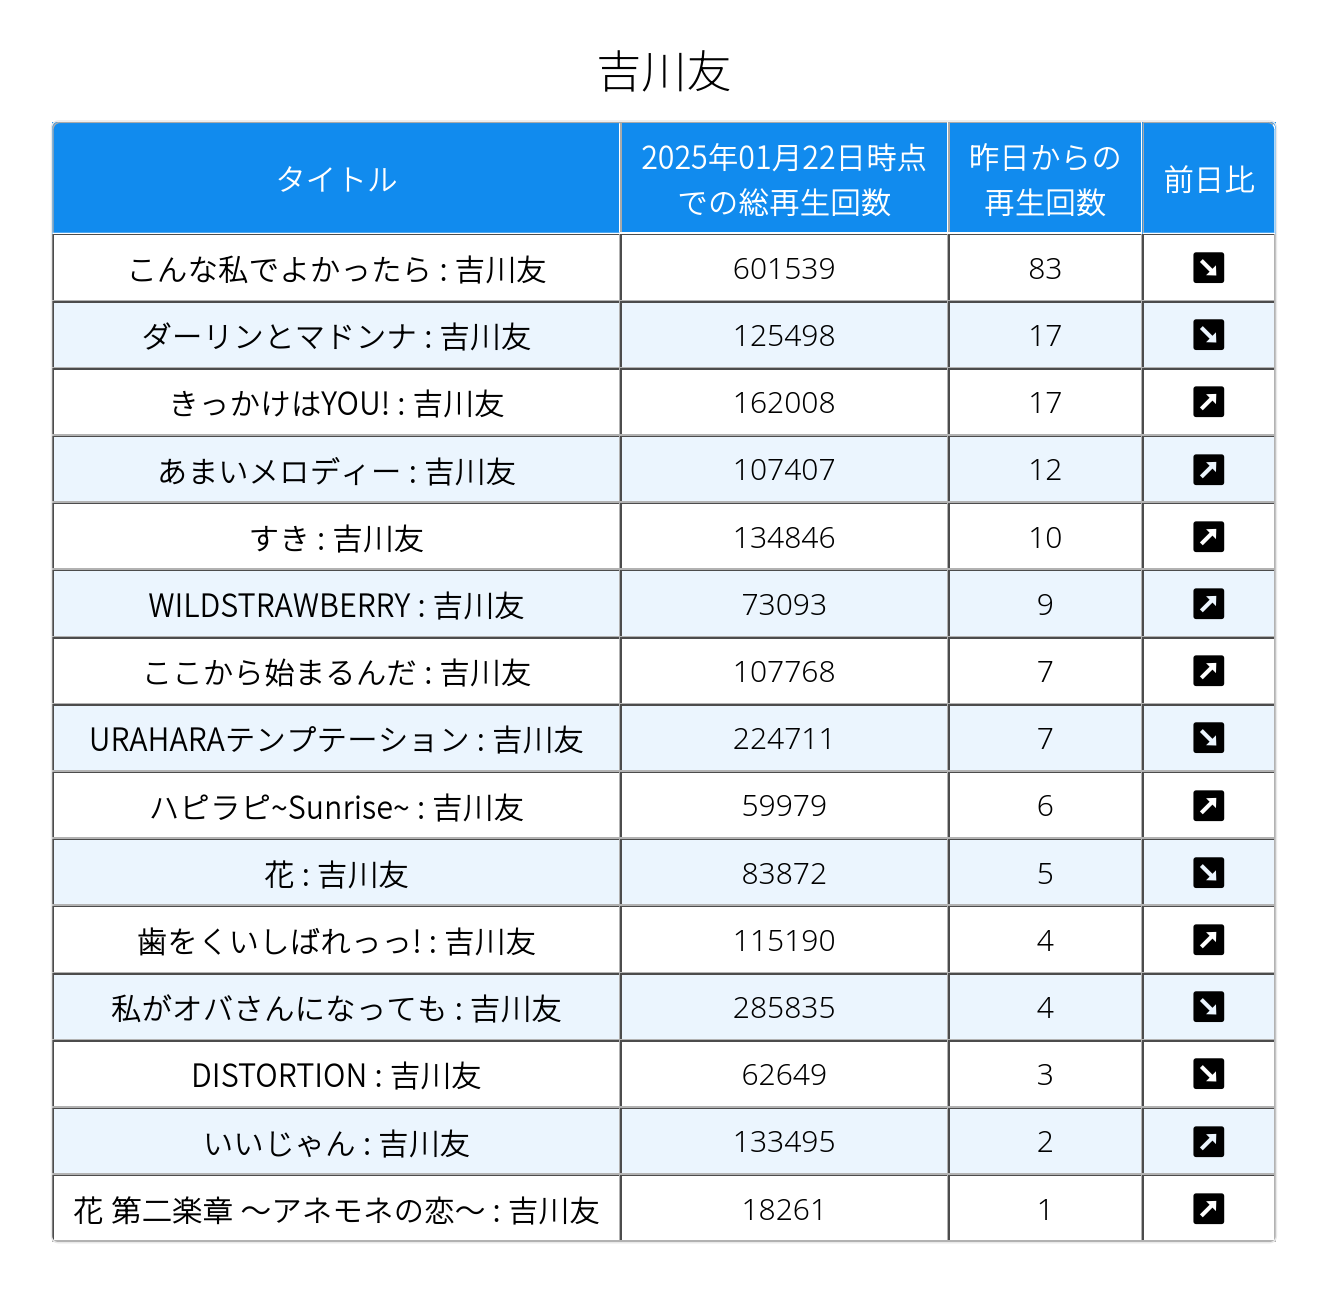 吉川友
タイトル
2025年01月22日時点
での総再生回数
昨日からの
再生回数
前日比
こんな私でよかったら : 吉川友 601539 83 ↘
ダーリンとマドンナ : 吉川友 125498 17 ↘
きっかけはYOU! : 吉川友 162008 17 ↗
あまいメロディー : 吉川友 107407 12 ↗
すき : 吉川友 134846 10 ↗
WILDSTRAWBERRY : 吉川友 73093 9 ↗
ここから始まるんだ : 吉川友 107768 7 ↗
URAHARAテンプテーション : 吉川友 224711 7 ↘
ハピラピ~Sunrise~ : 吉川友 59979 6 ↗
花 : 吉川友 83872 5 ↘
歯をくいしばれっっ! : 吉川友 115190 4 ↗
私がオバさんになっても : 吉川友 285835 4 ↘
DISTORTION : 吉川友 62649 3 ↘
いいじゃん : 吉川友 133495 2 ↗
花 第二楽章 〜アネモネの恋〜 : 吉川友 18261 1 ↗